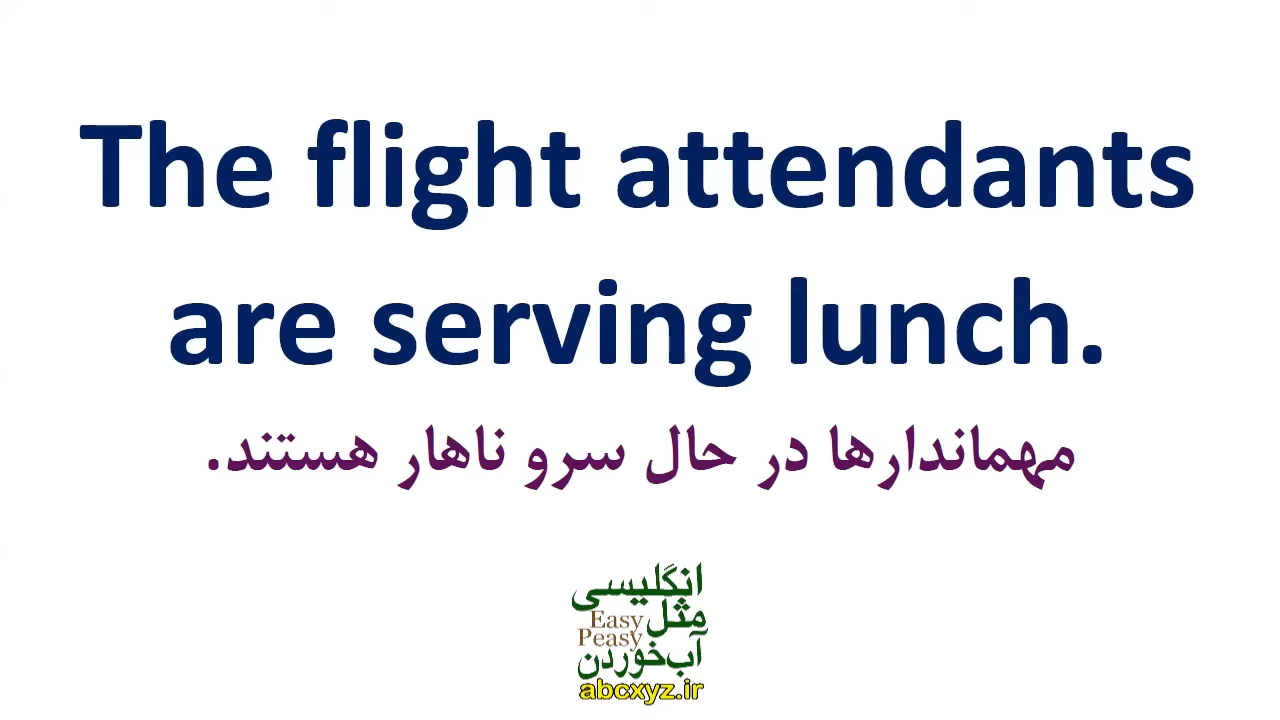 The flight attendants
are serving lunch.
مهماندارها در حال سرو ناهار هستند.
انگلیسی
مثل
Easy
Peasy
آب‌خوردن
abcxyz.ir